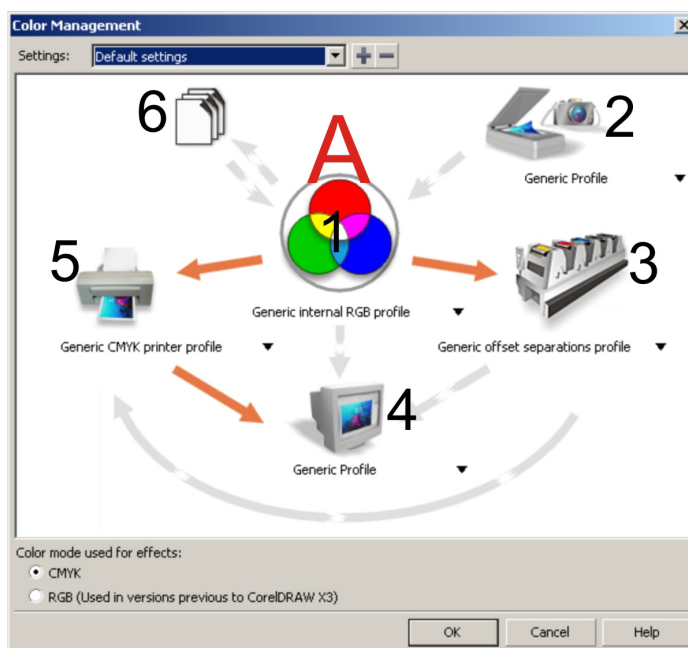 Color Management
Settings: Default settings
6
A
2
Generic Profile
1
5
3
Generic internal RGB profile
Generic CMYK printer profile
Generic offset separations profile
4
Generic Profile
Color mode used for effects:
CMYK
RGB (Used in versions previous to CorelDRAW X3)
OK Cancel Help